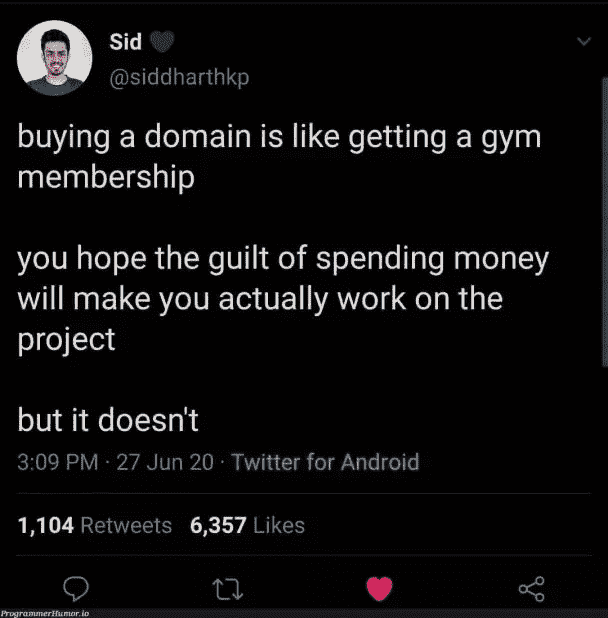 Sid
@siddharthkp
buying a domain is like getting a gym
membership
you hope the guilt of spending money
will make you actually work on the
project
but it doesn't
3:09 PM · 27 Jun 20 · Twitter for Android
1,104 Retweets 6,357 Likes
ProgrammerHumor.io